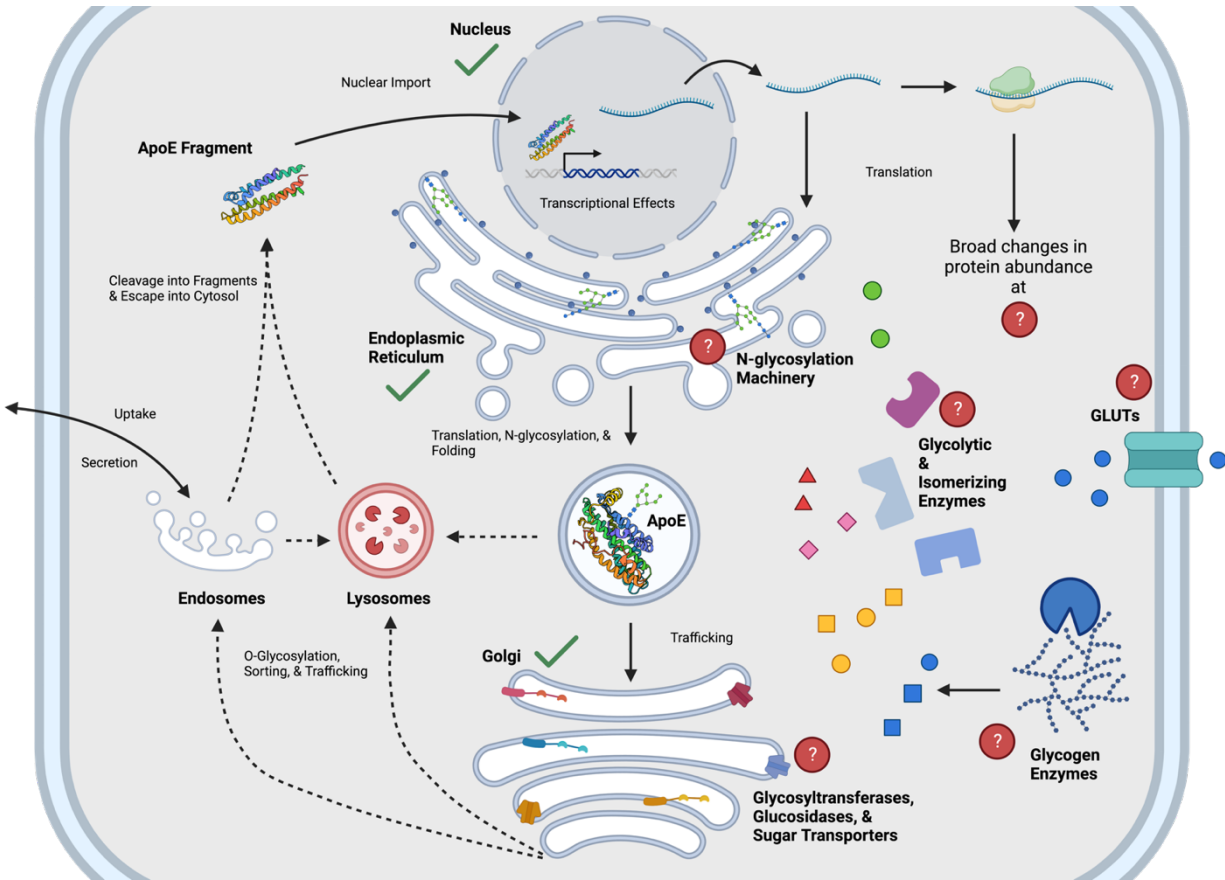 Nucleus
Nuclear Import
ApoE Fragment
Transcriptional Effects
Translation
Broad changes in
protein abundance
at
?
Cleavage into Fragments
& Escape into Cytosol
Endoplasmic
Reticulum
?
N-glycosylation
Machinery
?
GLUTs
?
Glycolytic
&
Isomerizing
Enzymes
Uptake
Secretion
Translation, N-glycosylation, &
Folding
ApoE
Endosomes
Lysosomes
Trafficking
O-Glycosylation,
Sorting, & Trafficking
Golgi
?
Glycosyltransferases,
Glucosidases, &
Sugar Transporters
?
Glycogen
Enzymes